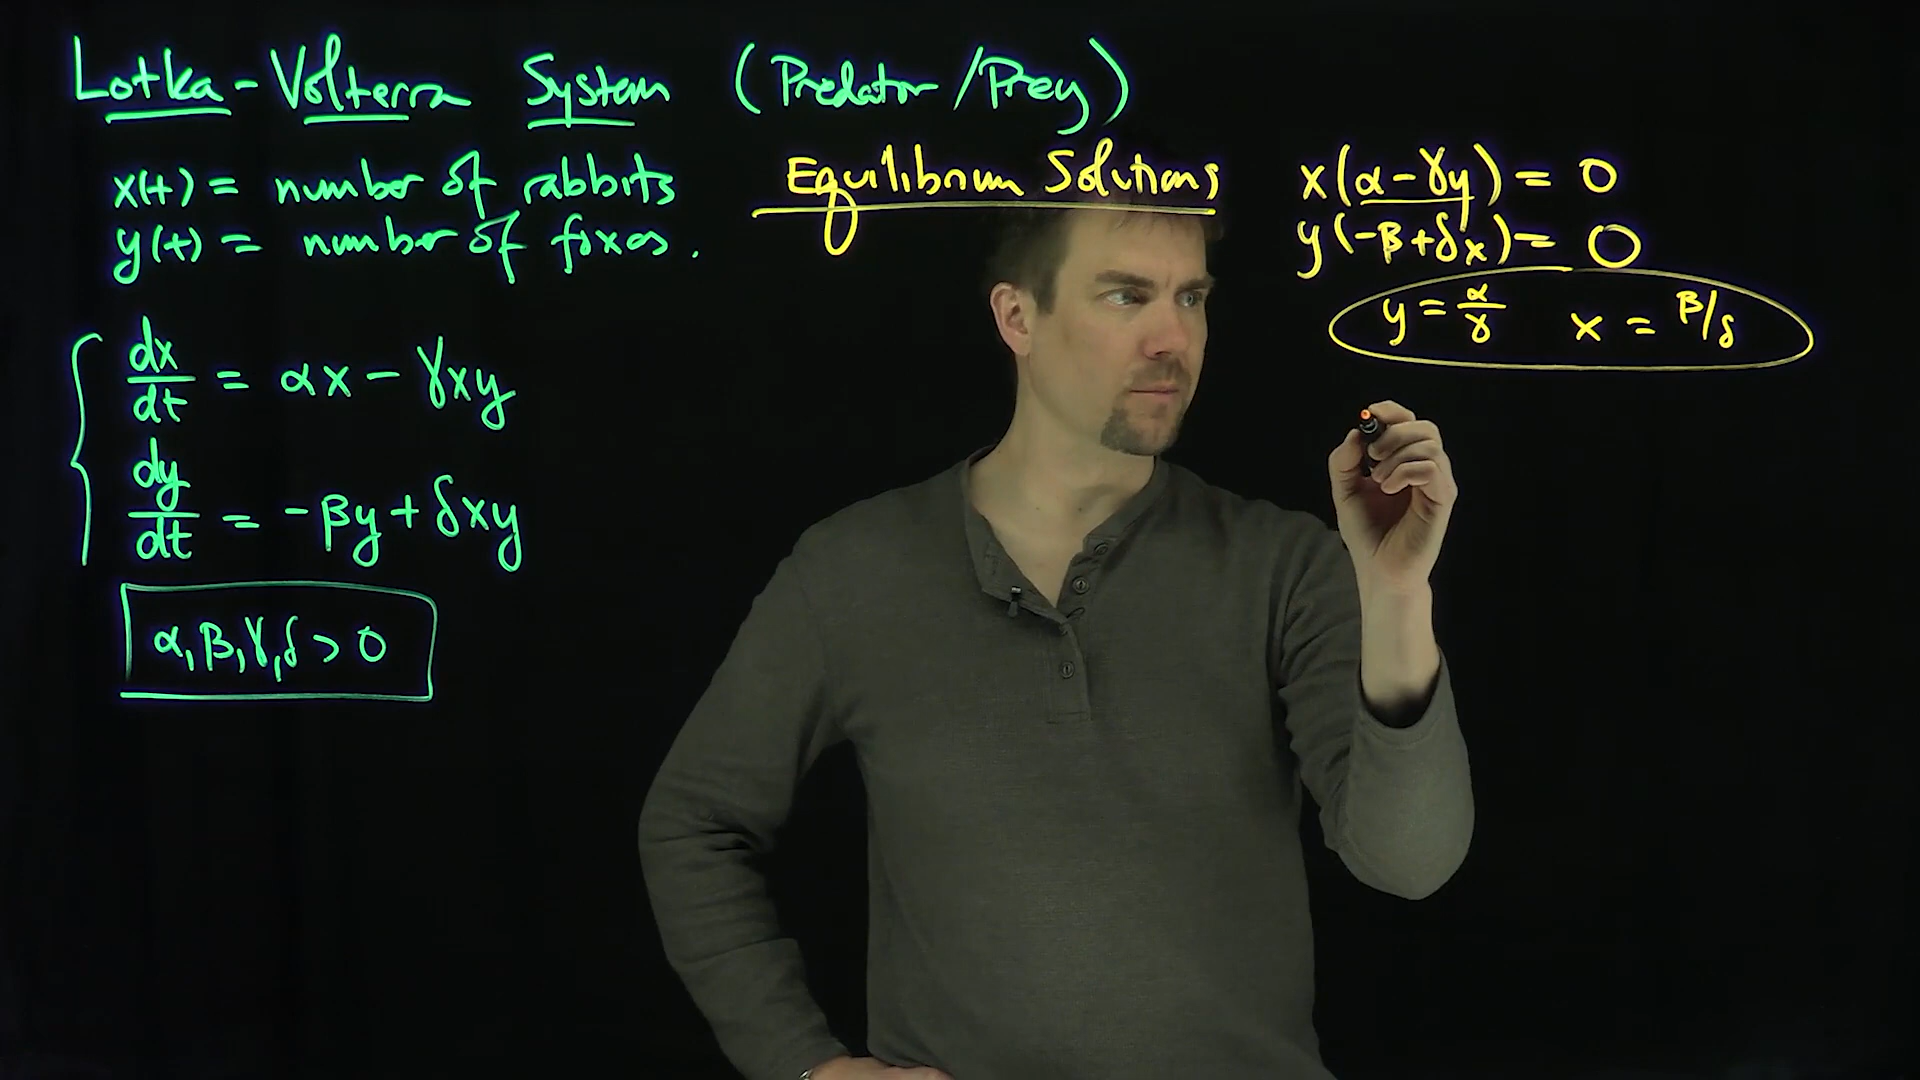 Lotka-Volterra System (Predator/Prey)
x(t) = number of rabbits
y(t) = number of foxes.
dx/dt = αx - γxy
dy/dt = -βy + δxy
α, β, γ, δ > 0
Equilibrium Solutions
x(α - γy) = 0
y(-β + δx) = 0
y = α/γ x = β/δ